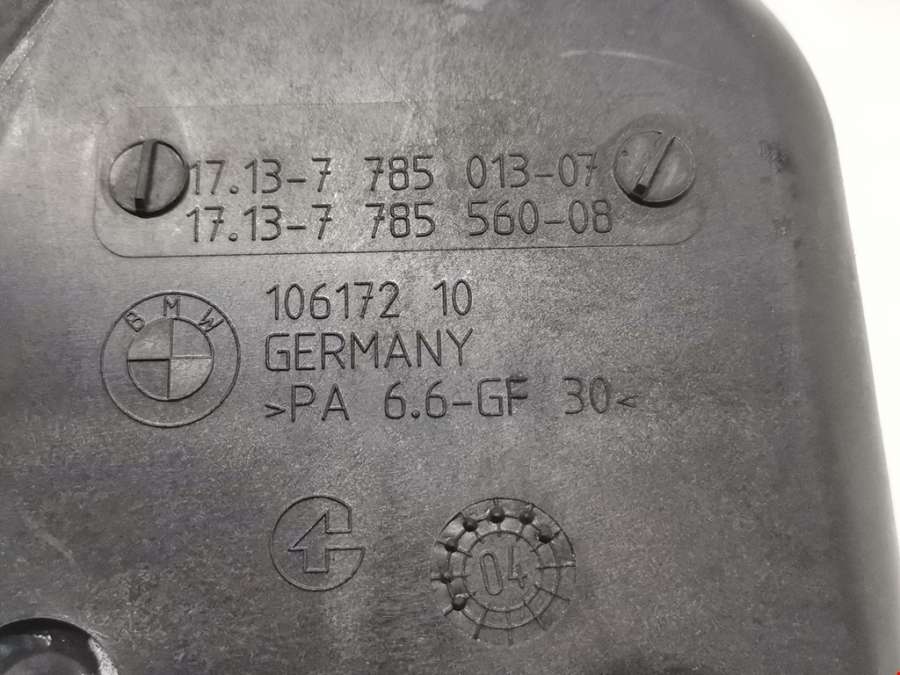 17.13-7 785 013-07
17.13-7 785 560-08
BMW
106172 10
GERMANY
>PA 6.6-GF 30<
04